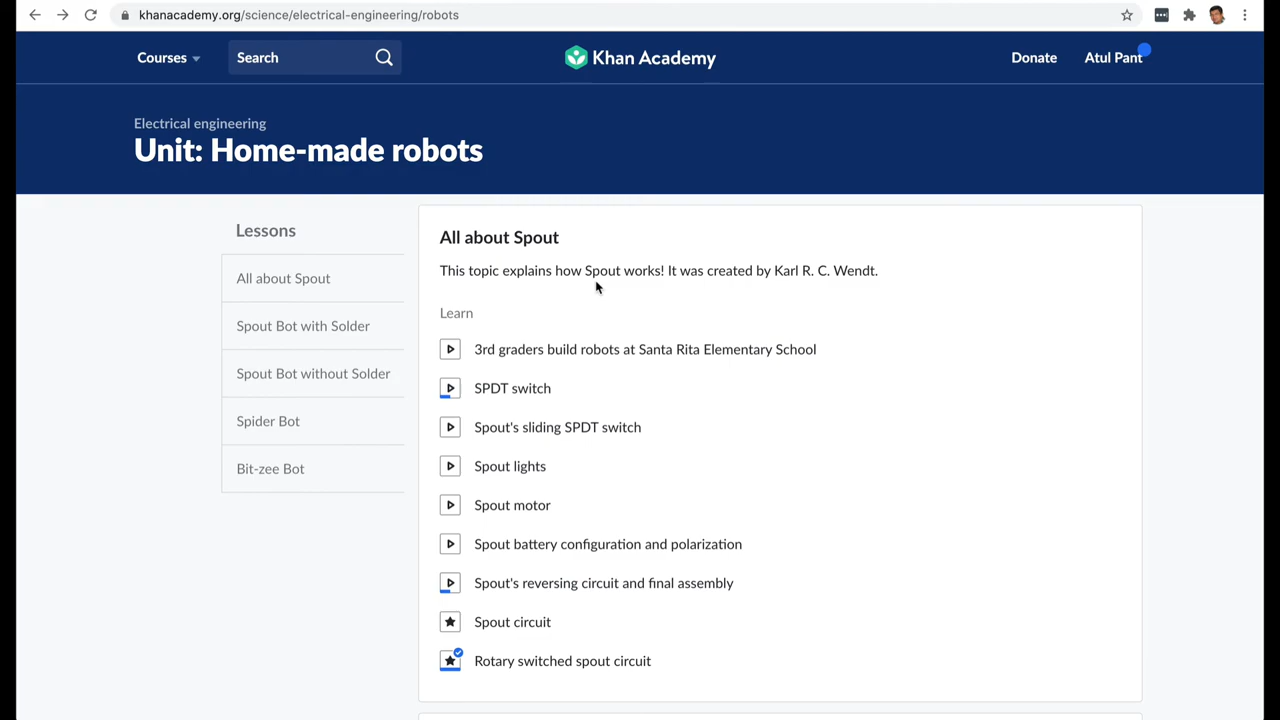 khanacademy.org/science/electrical-engineering/robots
Courses
Search
Khan Academy
Donate
Atul Pant
Electrical engineering
Unit: Home-made robots
Lessons
All about Spout
Spout Bot with Solder
Spout Bot without Solder
Spider Bot
Bit-zee Bot
All about Spout
This topic explains how Spout works! It was created by Karl R. C. Wendt.
Learn
3rd graders build robots at Santa Rita Elementary School
SPDT switch
Spout's sliding SPDT switch
Spout lights
Spout motor
Spout battery configuration and polarization
Spout's reversing circuit and final assembly
Spout circuit
Rotary switched spout circuit